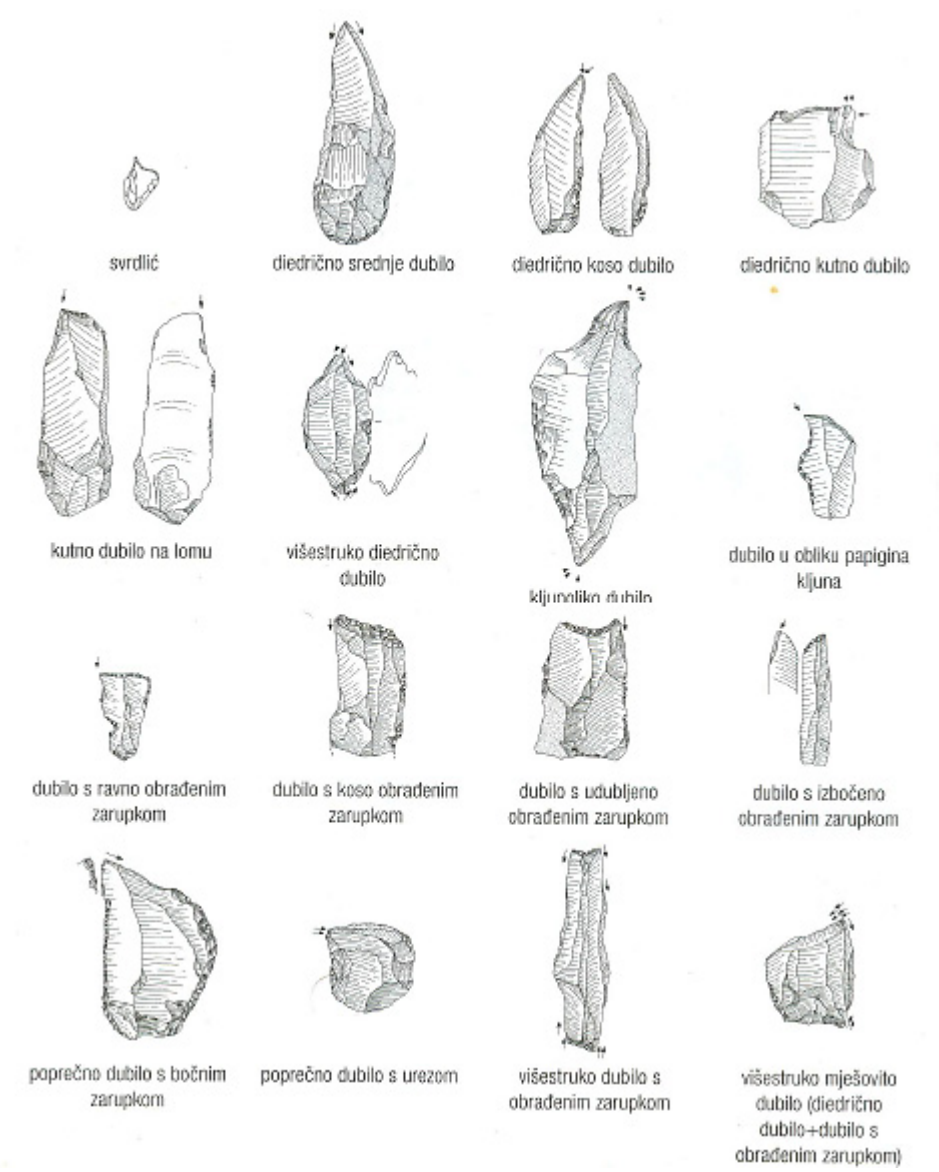 svrdlić
diedrično srednje dubilo
diedrično koso dubilo
diedrično kutno dubilo
kutno dubilo na lomu
višestruko diedrično
dubilo
kljunoliko dubilo
dubilo u obliku papigina
kljuna
dubilo s ravno obrađenim
zarupkom
dubilo s koso obrađenim
zarupkom
dubilo s udubljeno
obrađenim zarupkom
dubilo s izbočeno
obrađenim zarupkom
poprečno dubilo s bočnim
zarupkom
poprečno dubilo s urezom
višestruko dubilo s
obrađenim zarupkom
višestruko mješovito
dubilo (diedrično
dubilo+dubilo s
obrađenim zarupkom)